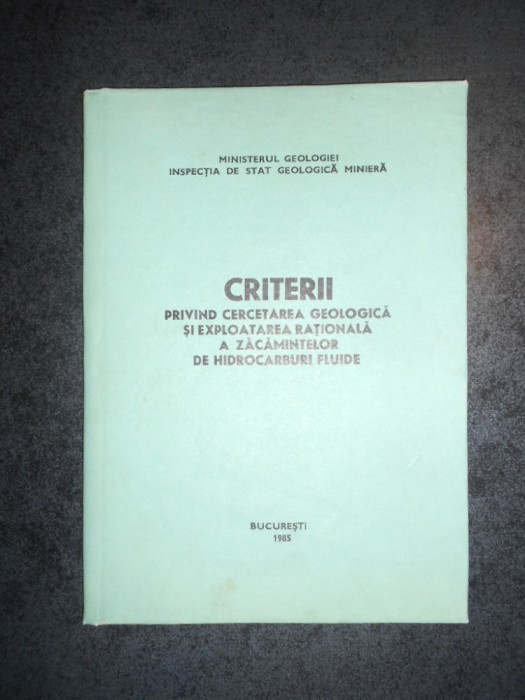 MINISTERUL GEOLOGIEI
INSPECȚIA DE STAT GEOLOGICĂ MINIERĂ
CRITERII
PRIVIND CERCETAREA GEOLOGICĂ
ȘI EXPLOATAREA RAȚIONALĂ
A ZĂCĂMINTELOR
DE HIDROCARBURI FLUIDE
BUCUREȘTI
1985